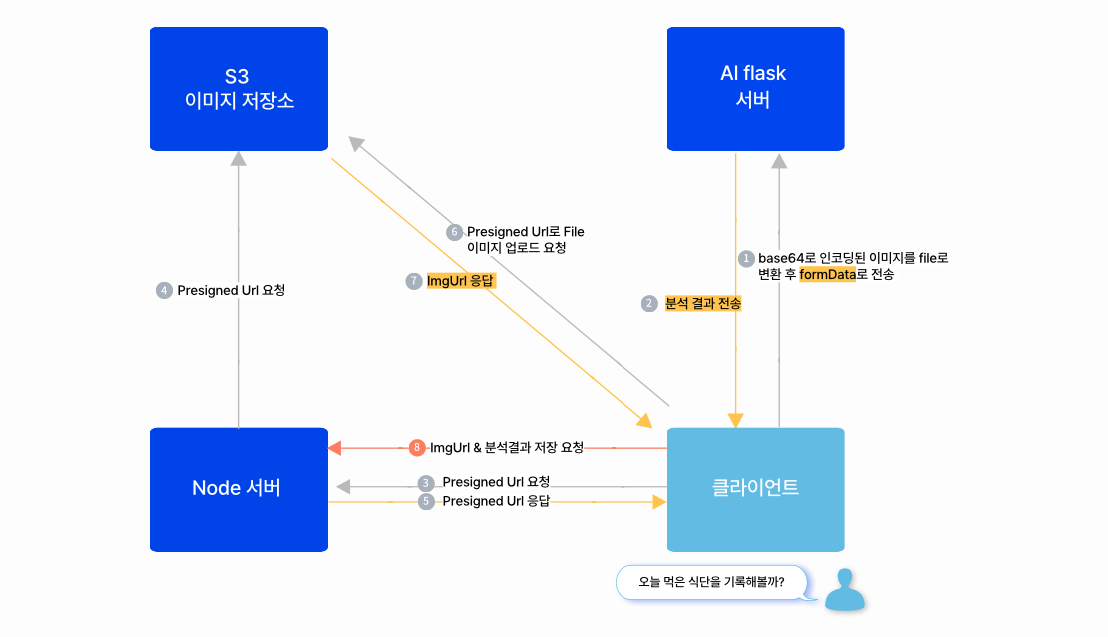 S3
이미지 저장소
AI flask
서버
6 Presigned Url로 File
이미지 업로드 요청
7 ImgUrl 응답
1 base64로 인코딩된 이미지를 file로
변환 후 formData로 전송
4 Presigned Url 요청
2 분석 결과 전송
8 ImgUrl & 분석결과 저장 요청
3 Presigned Url 요청
5 Presigned Url 응답
Node 서버
클라이언트
오늘 먹은 식단을 기록해볼까?